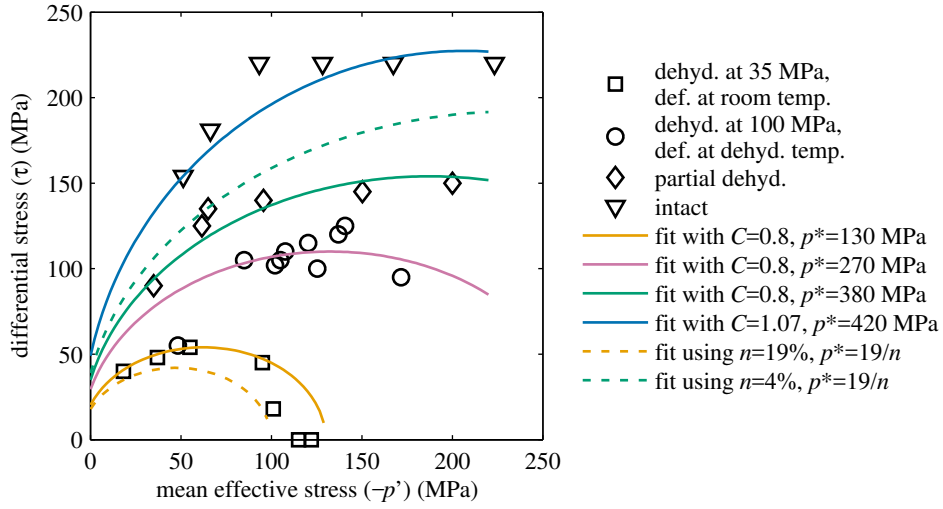 250
200
150
100
50
0
differential stress (τ) (MPa)
0 50 100 150 200 250
mean effective stress (−p’) (MPa)
dehyd. at 35 MPa,
def. at room temp.
dehyd. at 100 MPa,
def. at dehyd. temp.
partial dehyd.
intact
fit with C=0.8, p*=130 MPa
fit with C=0.8, p*=270 MPa
fit with C=0.8, p*=380 MPa
fit with C=1.07, p*=420 MPa
fit using n=19%, p*=19/n
fit using n=4%, p*=19/n